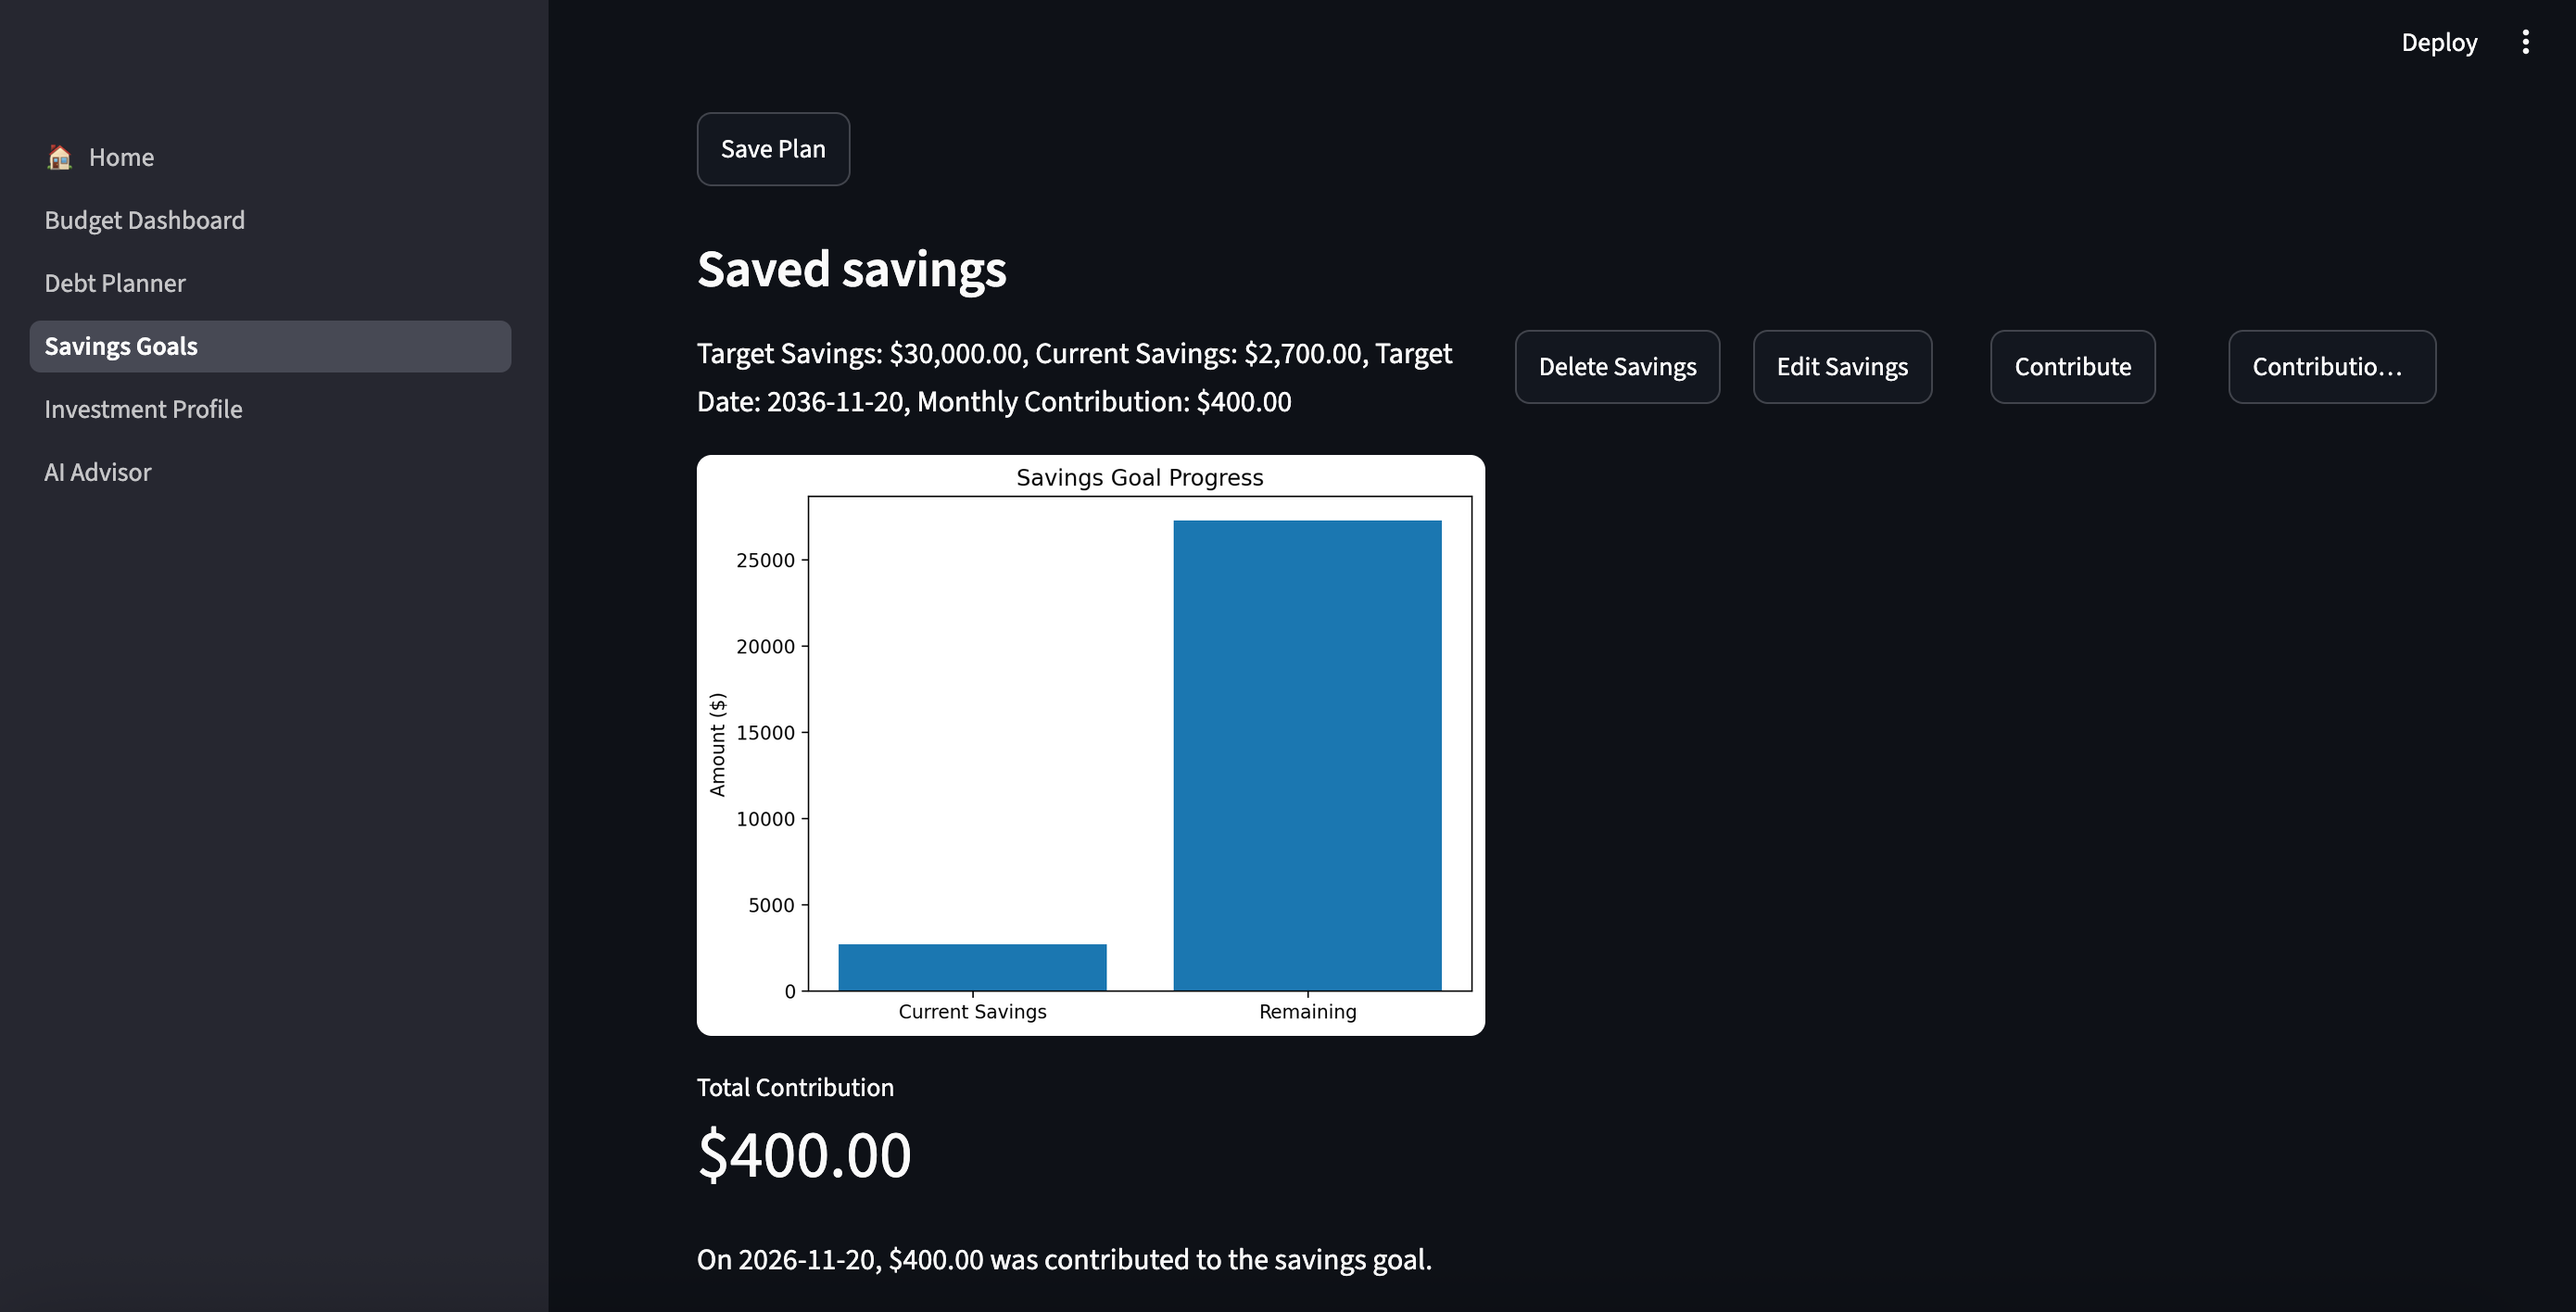 Deploy
🏠 Home
Budget Dashboard
Debt Planner
Savings Goals
Investment Profile
AI Advisor
Save Plan
Saved savings
Target Savings: $30,000.00, Current Savings: $2,700.00, Target
Date: 2036-11-20, Monthly Contribution: $400.00
Delete Savings
Edit Savings
Contribute
Contributio...
Savings Goal Progress
Amount ($)
25000
20000
15000
10000
5000
0
Current Savings
Remaining
Total Contribution
$400.00
On 2026-11-20, $400.00 was contributed to the savings goal.